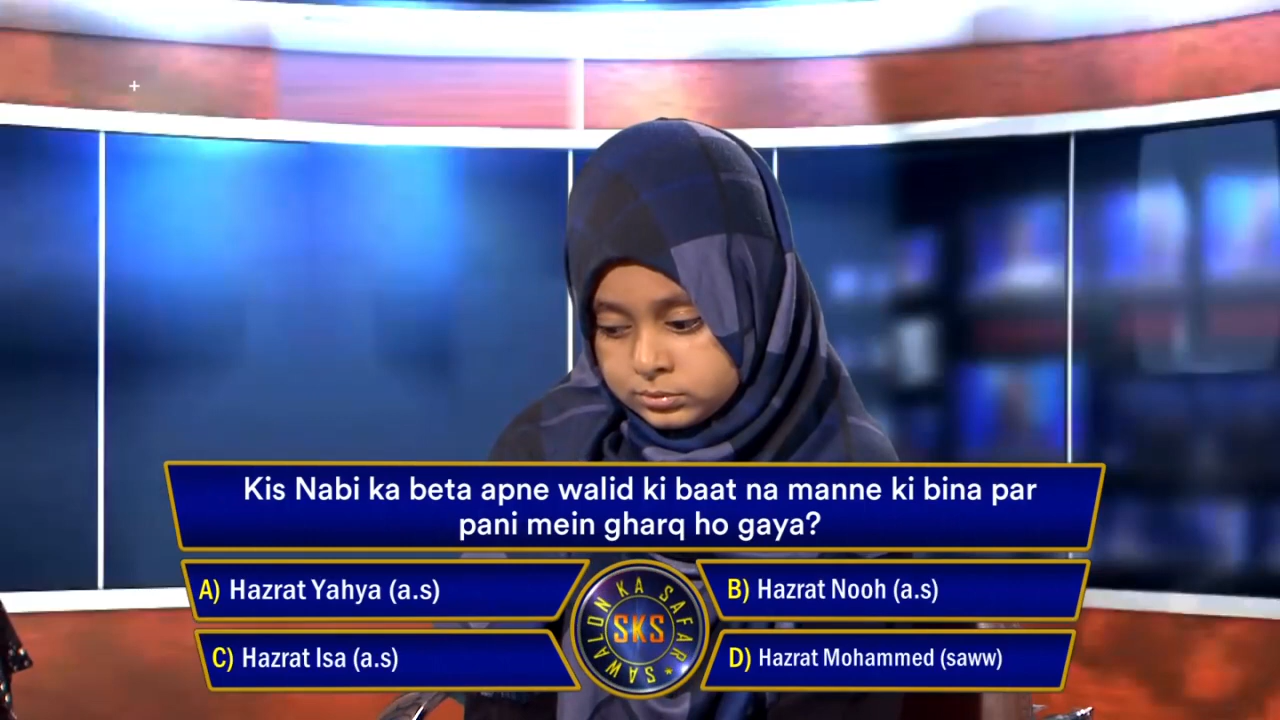 Kis Nabi ka beta apne walid ki baat na manne ki bina par
pani mein gharq ho gaya?
A) Hazrat Yahya (a.s)
B) Hazrat Nooh (a.s)
SAWALON KA SAFAR
SKS
C) Hazrat Isa (a.s)
D) Hazrat Mohammed (saww)